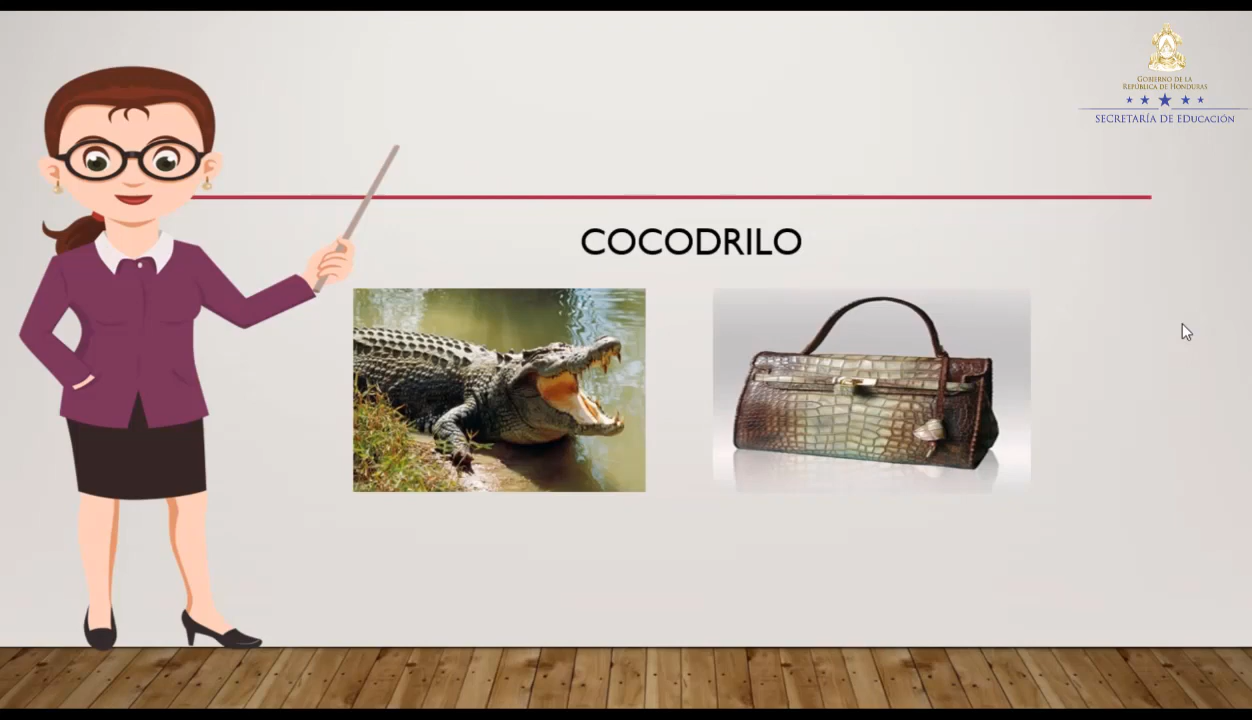 GOBIERNO DE LA
REPÚBLICA DE HONDURAS
SECRETARÍA DE EDUCACIÓN
COCODRILO